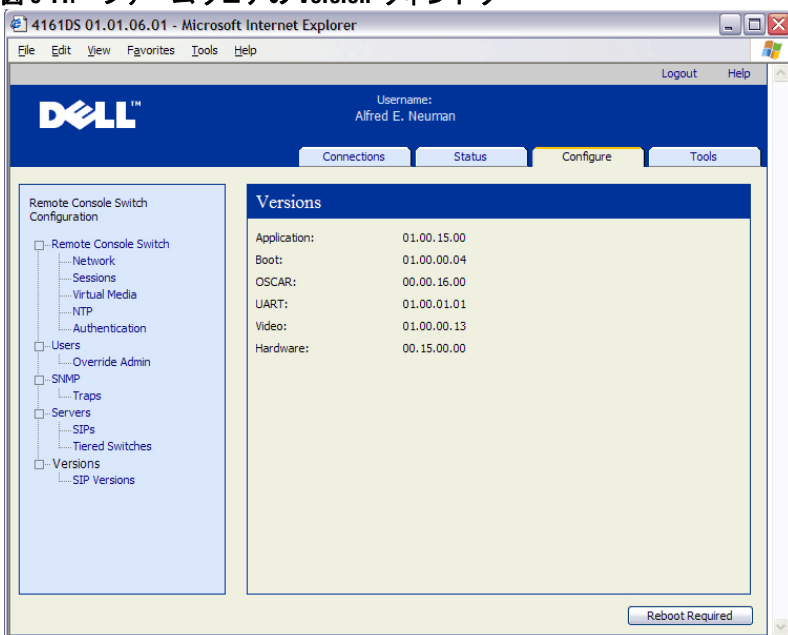 4161DS 01.01.06.01 - Microsoft Internet Explorer
File Edit View Favorites Tools Help
Logout Help
DELL™
Username:
Alfred E. Neuman
Connections Status Configure Tools
Remote Console Switch
Configuration
Remote Console Switch
Network
Sessions
Virtual Media
NTP
Authentication
Users
Override Admin
SNMP
Traps
Servers
SIPs
Tiered Switches
Versions
SIP Versions
Versions
Application: 01.00.15.00
Boot: 01.00.00.04
OSCAR: 00.00.16.00
UART: 01.00.01.01
Video: 01.00.00.13
Hardware: 00.15.00.00
Reboot Required